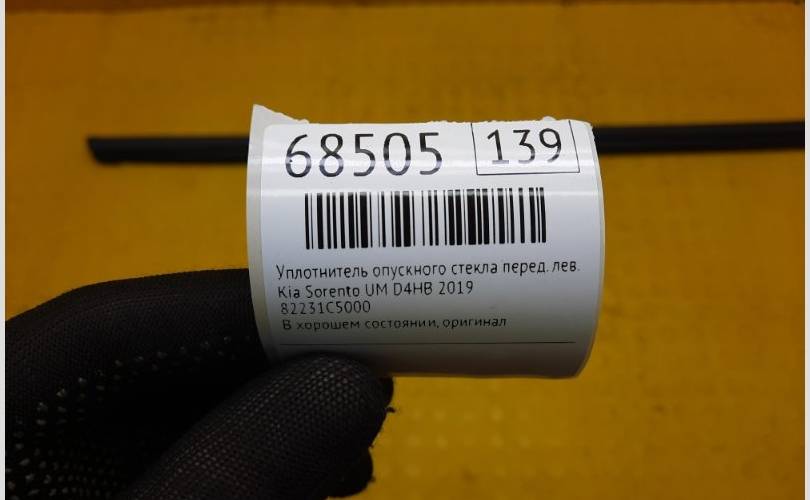 68505 139
Уплотнитель опускного стекла перед. лев.
Kia Sorento UM D4HB 2019
82231C5000
В хорошем состоянии, оригинал